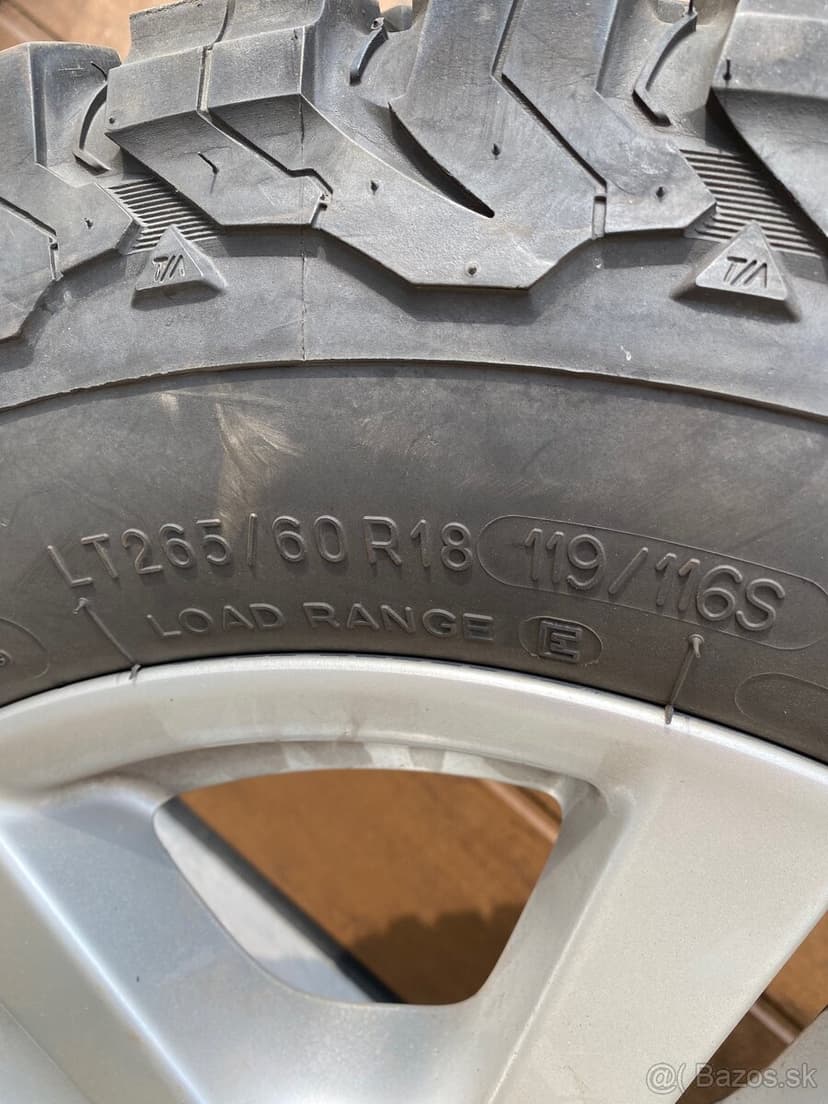 T/A
T/A
LT265/60 R18 119/116S
LOAD RANGE E
@( Bazos.sk